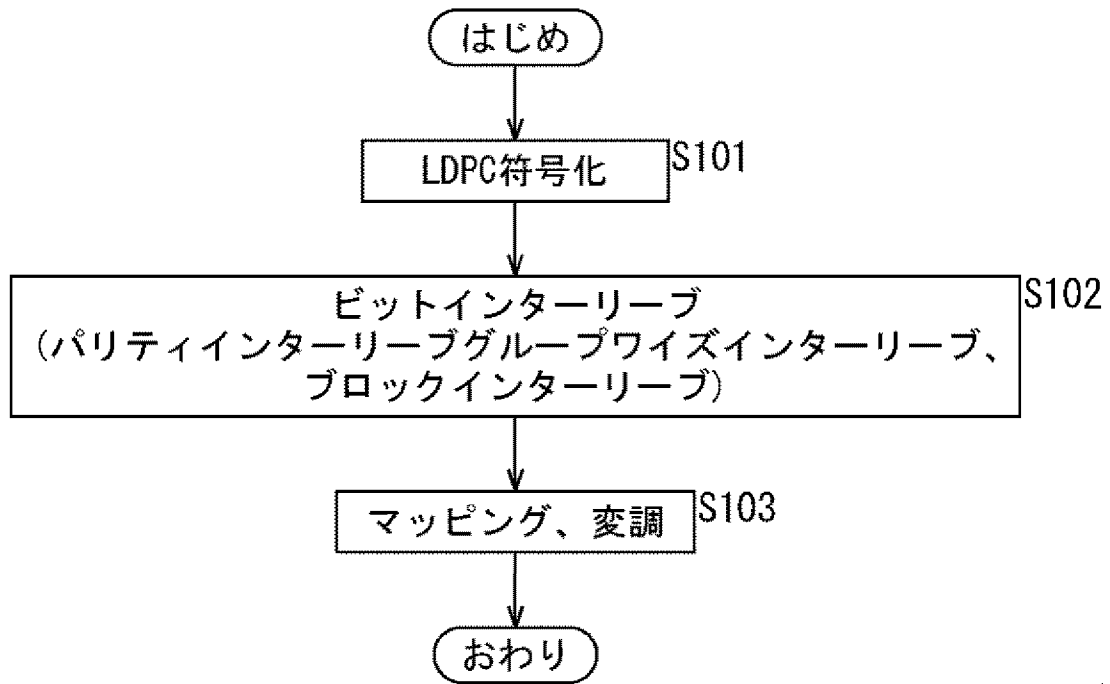 はじめ
LDPC符号化
S101
ビットインターリーブ
S102
(パリティインターリーブグループワイズインターリーブ、
ブロックインターリーブ)
マッピング、変調
S103
おわり